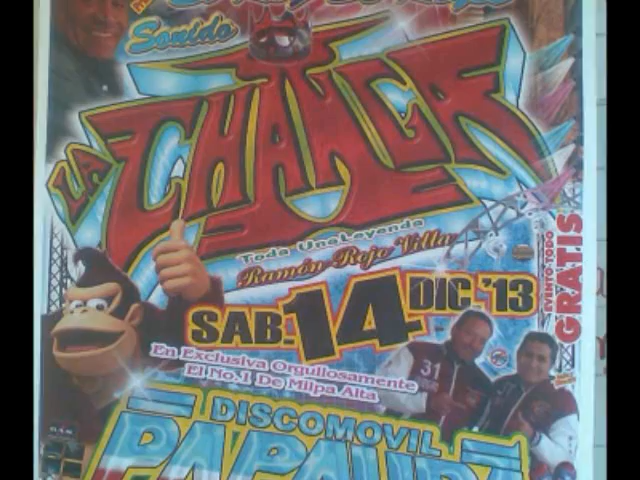 Sonido
LA CHANGA
Toda Una Leyenda
Ramón Rojo Villa
SAB. 14 DIC '13
EVENTO TODO
GRATIS
En Exclusiva Orgullosamente
El No. 1 De Milpa Alta
31
DISCOMOVIL